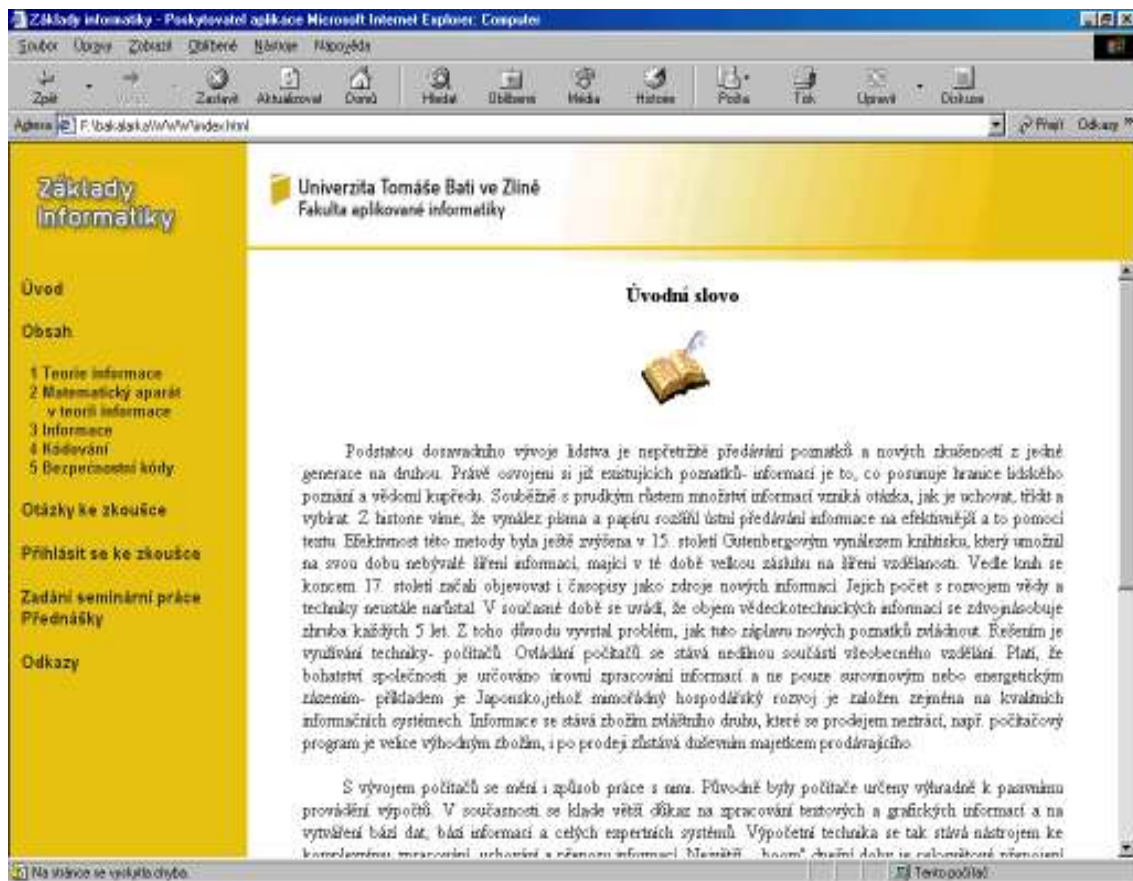 Základy informatiky - Poskytovatel aplikace Microsoft Internet Explorer: Computer
Soubor Úpravy Zobrazit Oblíbené Nástroje Nápověda
Zpět Zastavit Aktualizovat Domů Hledat Oblíbené Média Historie Pošta Tisk Upravit Diskuse
Adresa F:\bakalarka\WWW\index.html Přejít Odkazy »
Základy
Informatiky
Univerzita Tomáše Bati ve Zlíně
Fakulta aplikované informatiky
Úvod
Obsah
1 Teorie informace
2 Matematický aparát
v teorii informace
3 Informace
4 Kódování
5 Bezpečnostní kódy
Otázky ke zkoušce
Přihlásit se ke zkoušce
Zadání seminární práce
Přednášky
Odkazy
Úvodní slovo
Podstatou dosavadního vývoje lidstva je nepřetržité předávání poznatků a nových zkušeností z jedné
generace na druhou. Právě osvojení si již existujících poznatků- informací je to, co posunuje hranice lidského
poznání a vědomí kupředu. Souběžně s prudkým růstem množství informací vzniká otázka, jak je uchovat, třídit a
vybírat. Z historie víme, že vynález písma a papíru rozšířil ústní předávání informace na efektivnější a to pomocí
textu. Efektivnost této metody byla ještě zvýšena v 15. století Gutenbergovým vynálezem knihtisku, který umožnil
na svou dobu nebývalé šíření informací, mající v té době velkou zásluhu na šíření vzdělanosti. Vedle knih se
koncem 17. století začali objevovat i časopisy jako zdroje nových informací. Jejich počet s rozvojem vědy a
techniky neustále narůstal. V současné době se uvádí, že objem vědeckotechnických informací se zdvojnásobuje
zhruba každých 5 let. Z toho důvodu vyvstal problém, jak tuto záplavu nových poznatků zvládnout. Řešením je
využívání techniky- počítačů. Ovládání počítačů se stává nedílnou součástí všeobecného vzdělání. Platí, že
bohatství společnosti je určováno úrovní zpracování informací a ne pouze surovinovým nebo energetickým
zázemím- příkladem je Japonsko,jehož mimořádný hospodářský rozvoj je založen zejména na kvalitních
informačních systémech. Informace se stává zbožím zvláštního druhu, které se prodejem neztrácí, např. počítačový
program je velice výhodným zbožím, i po prodeji zůstává duševním majetkem prodávajícího.
S vývojem počítačů se mění i způsob práce s nimi. Původně byly počítače určeny výhradně k pasivnímu
provádění výpočtů. V současnosti se klade větší důkaz na zpracování textových a grafických informací a na
vytváření bází dat, bází informací a celých expertních systémů. Výpočetní technika se tak stává nástrojem ke
komplexnímu zpracování, uchování a přenosu informací. Největší „boom" dnešní doby je celosvětové přenojení
Na stránce se vyskytla chyba. Tento počítač